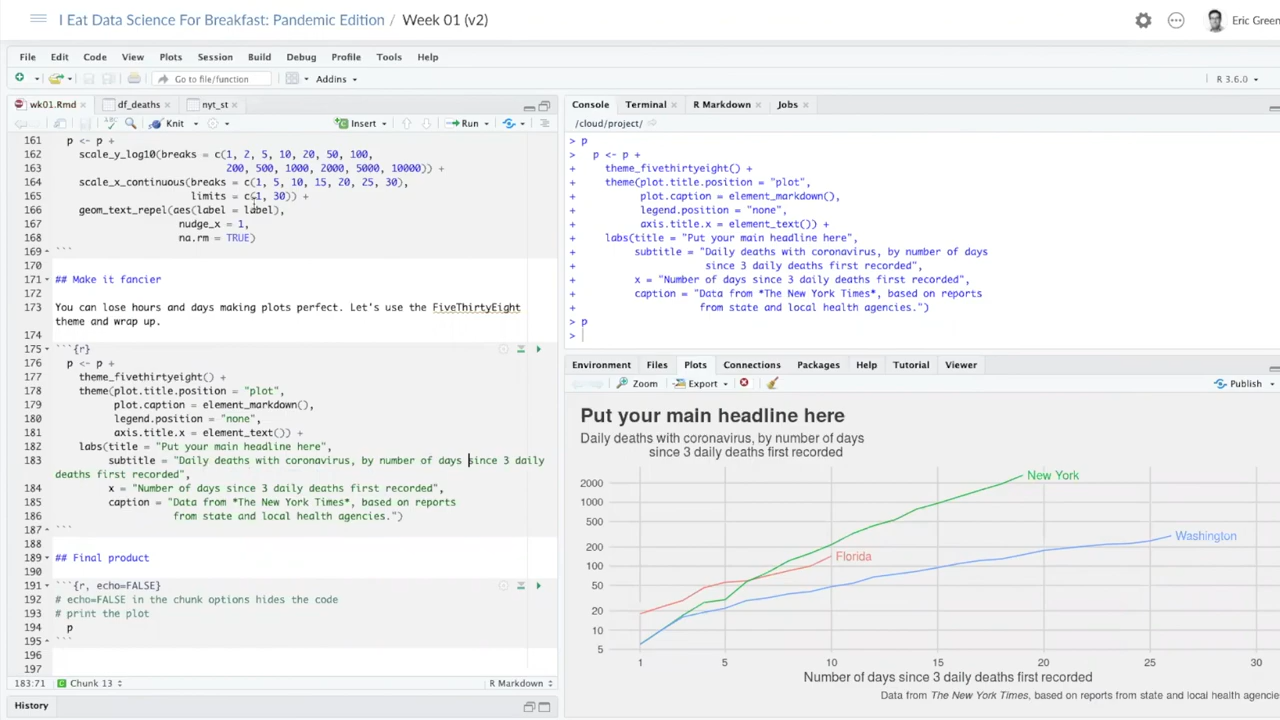 I Eat Data Science For Breakfast: Pandemic Edition / Week 01 (v2)
Eric Green
File Edit Code View Plots Session Build Debug Profile Tools Help
Go to file/function Addins R 3.6.0
wk01.Rmd df_deaths nyt_st
Knit Insert Run
161 p <- p +
162 scale_y_log10(breaks = c(1, 2, 5, 10, 20, 50, 100,
163 200, 500, 1000, 2000, 5000, 10000)) +
164 scale_x_continuous(breaks = c(1, 5, 10, 15, 20, 25, 30),
165 limits = c(1, 30)) +
166 geom_text_repel(aes(label = label),
167 nudge_x = 1,
168 na.rm = TRUE)
169 ```
170
171 ## Make it fancier
172
173 You can lose hours and days making plots perfect. Let's use the FiveThirtyEight
theme and wrap up.
174
175 ```{r}
176 p <- p +
177 theme_fivethirtyeight() +
178 theme(plot.title.position = "plot",
179 plot.caption = element_markdown(),
180 legend.position = "none",
181 axis.title.x = element_text()) +
182 labs(title = "Put your main headline here",
183 subtitle = "Daily deaths with coronavirus, by number of days since 3 daily
deaths first recorded",
184 x = "Number of days since 3 daily deaths first recorded",
185 caption = "Data from *The New York Times*, based on reports
186 from state and local health agencies.")
187 ```
188
189 ## Final product
190
191 ```{r, echo=FALSE}
192 # echo=FALSE in the chunk options hides the code
193 # print the plot
194 p
195 ```
196
197
183:71 Chunk 13 R Markdown
History
Console Terminal R Markdown Jobs
/cloud/project/
> p
> p <- p +
+ theme_fivethirtyeight() +
+ theme(plot.title.position = "plot",
+ plot.caption = element_markdown(),
+ legend.position = "none",
+ axis.title.x = element_text()) +
+ labs(title = "Put your main headline here",
+ subtitle = "Daily deaths with coronavirus, by number of days
+ since 3 daily deaths first recorded",
+ x = "Number of days since 3 daily deaths first recorded",
+ caption = "Data from *The New York Times*, based on reports
+ from state and local health agencies.")
> p
>
Environment Files Plots Connections Packages Help Tutorial Viewer
Zoom Export Publish
Put your main headline here
Daily deaths with coronavirus, by number of days
since 3 daily deaths first recorded
2000
1000
500
200
100
50
20
10
5
New York
Washington
Florida
1 5 10 15 20 25 30
Number of days since 3 daily deaths first recorded
Data from The New York Times, based on reports from state and local health agencie